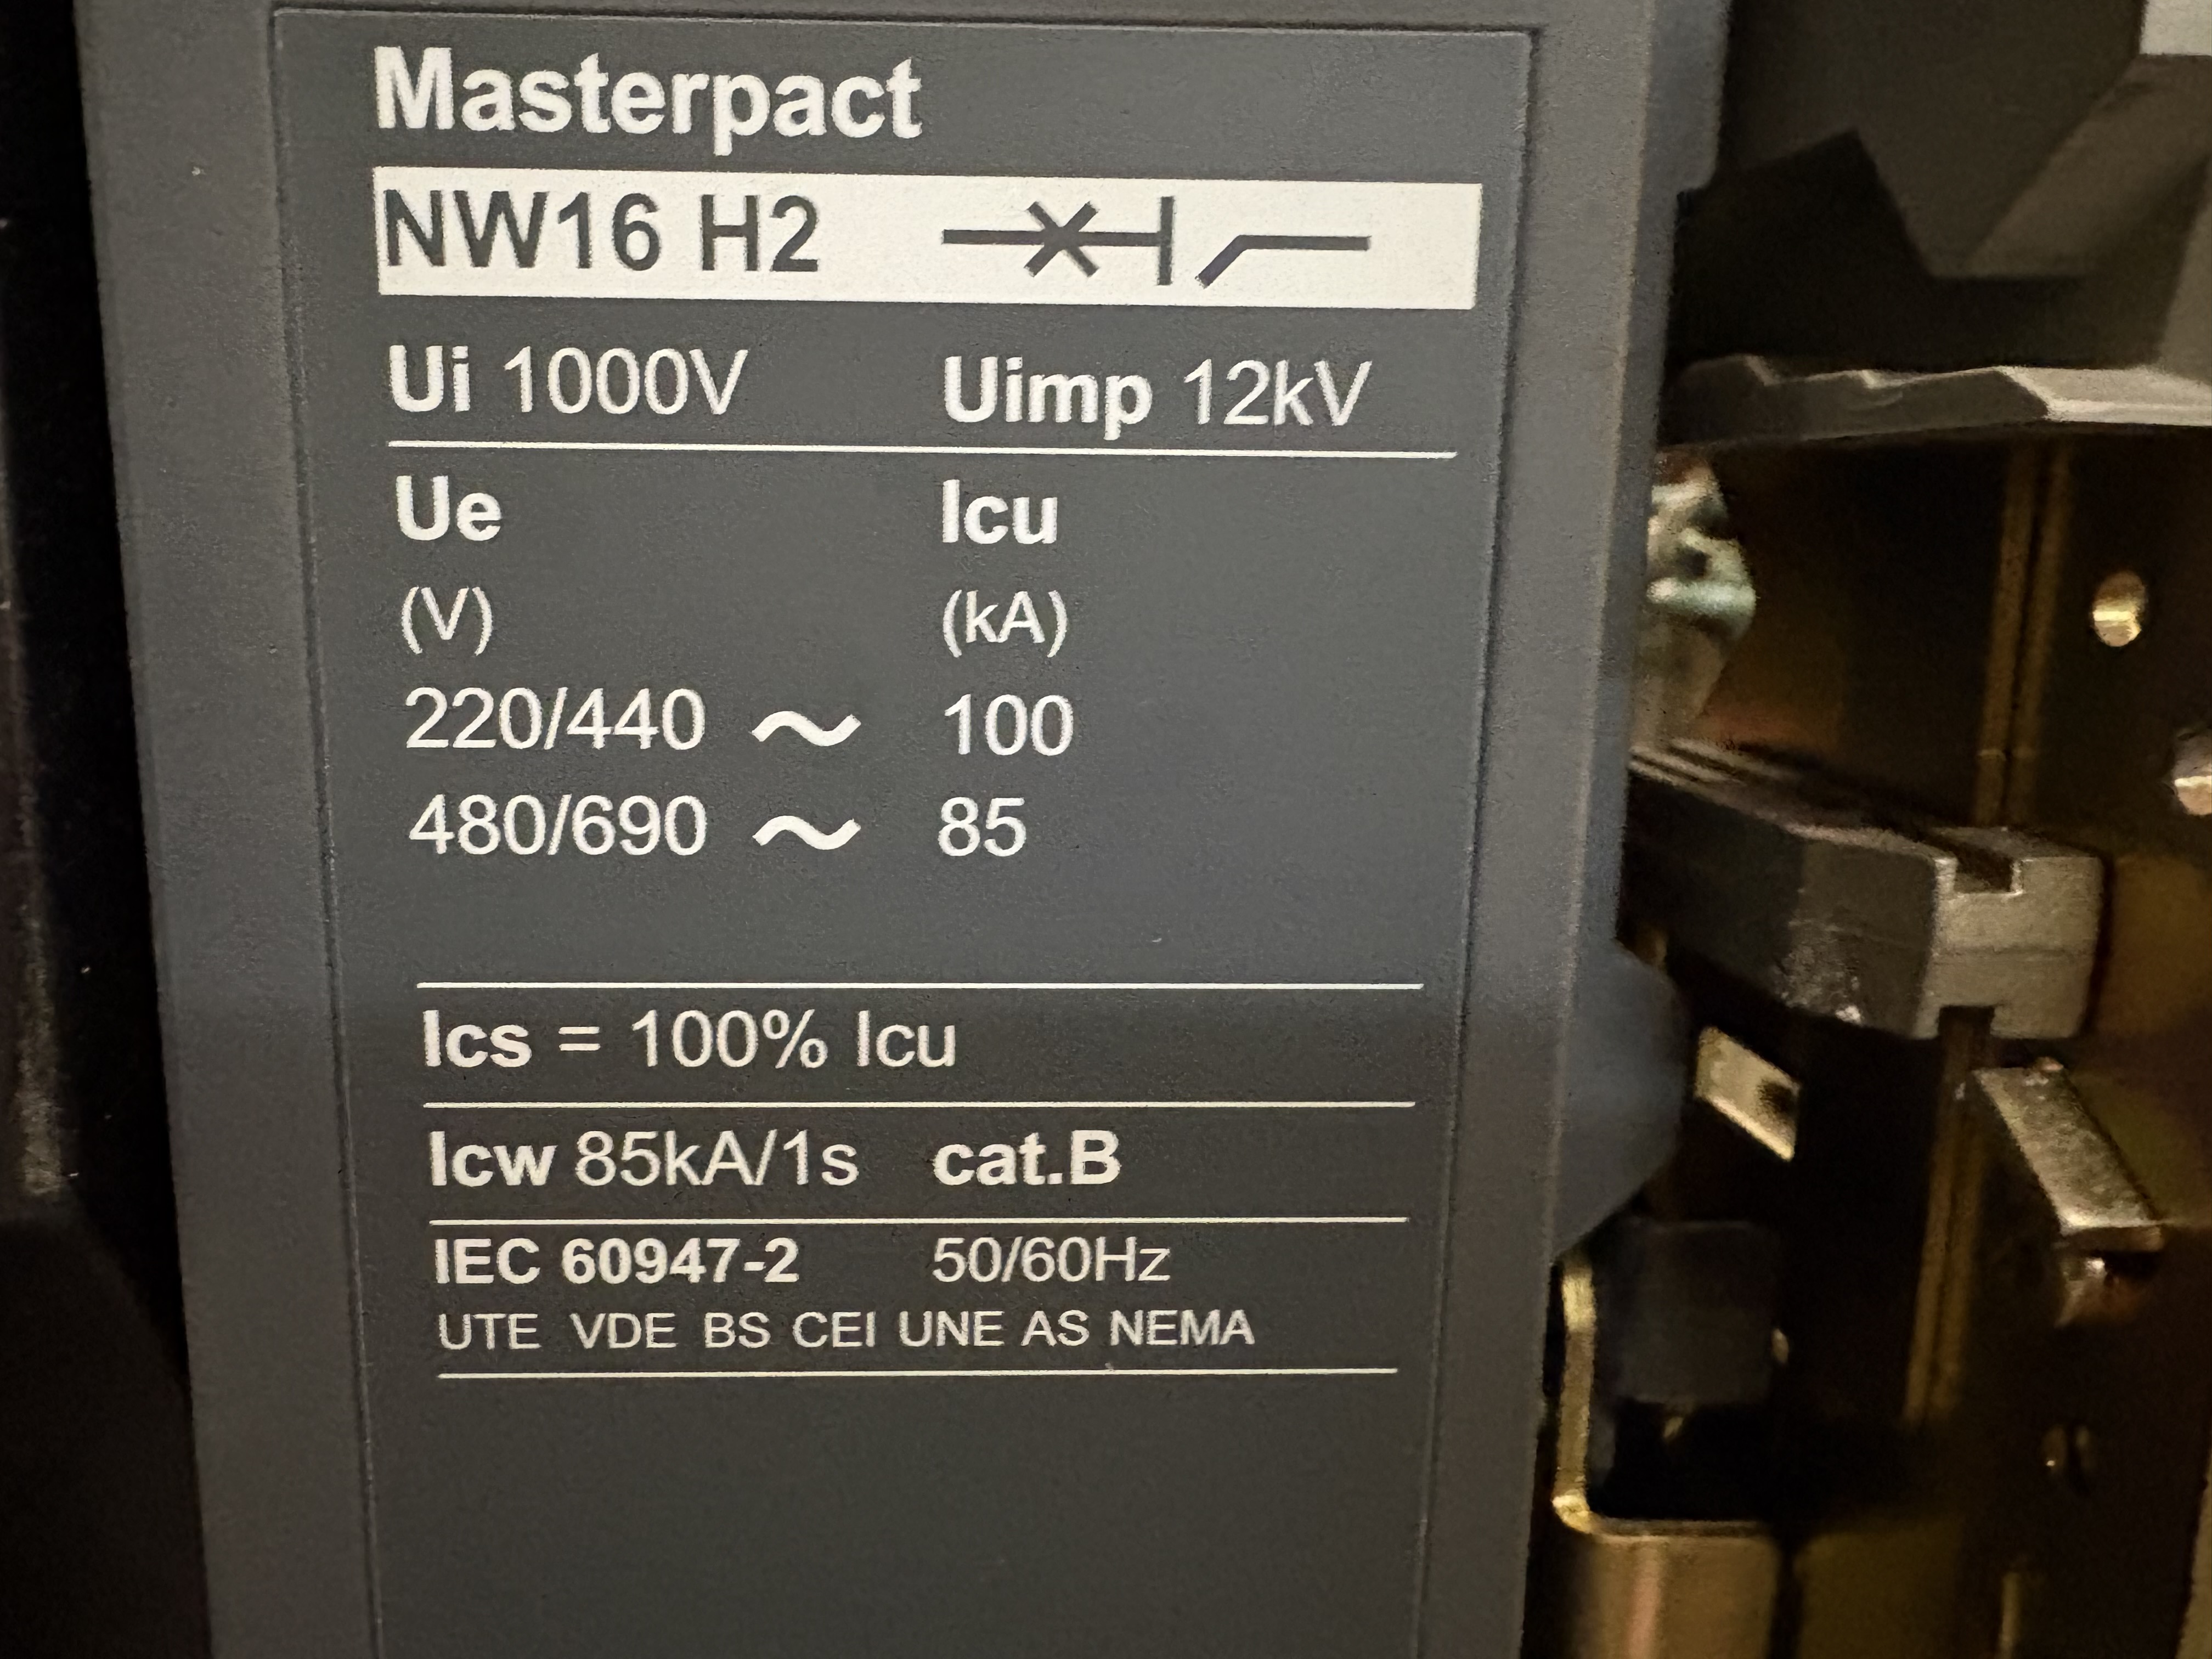 Masterpact
NW16 H2
Ui 1000V Uimp 12kV
Ue Icu
(V) (kA)
220/440 ~ 100
480/690 ~ 85
Ics = 100% Icu
Icw 85kA/1s cat.B
IEC 60947-2 50/60Hz
UTE VDE BS CEI UNE AS NEMA